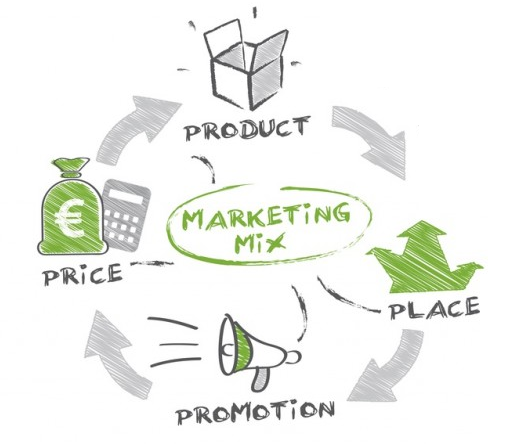 PRODUCT
MARKETING
MIX
€
PRICE
PLACE
PROMOTION